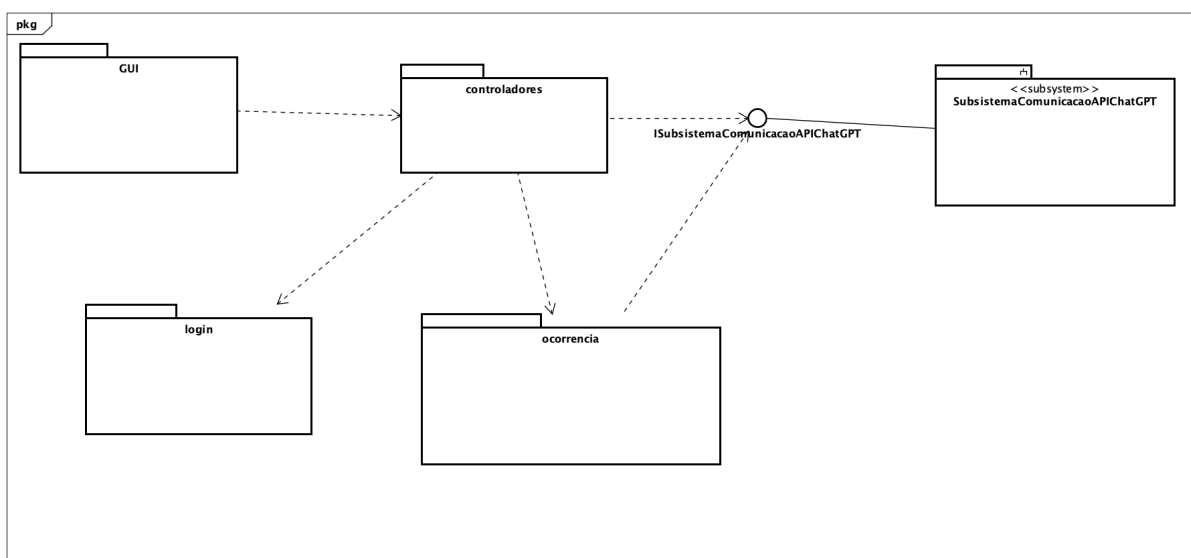 pkg
GUI
controladores
<<subsystem>>
SubsistemaComunicacaoAPIChatGPT
ISubsistemaComunicacaoAPIChatGPT
login
ocorrencia